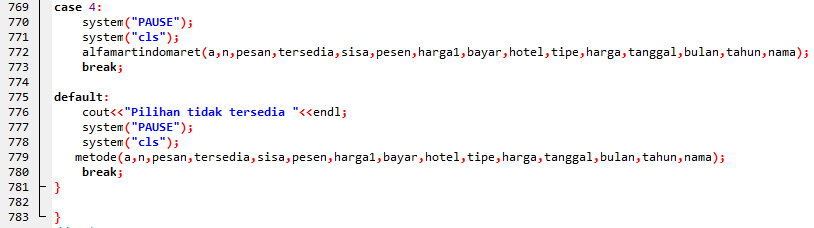 769 case 4:
770 system("PAUSE");
771 system("cls");
772 alfamartindomaret(a,n,pesan,tersedia,sisa,pesen,harga1,bayar,hotel,tipe,harga,tanggal,bulan,tahun,nama);
773 break;
774
775 default:
776 cout<<"Pilihan tidak tersedia "<<endl;
777 system("PAUSE");
778 system("cls");
779 metode(a,n,pesan,tersedia,sisa,pesen,harga1,bayar,hotel,tipe,harga,tanggal,bulan,tahun,nama);
780 break;
781 }
782
783 }